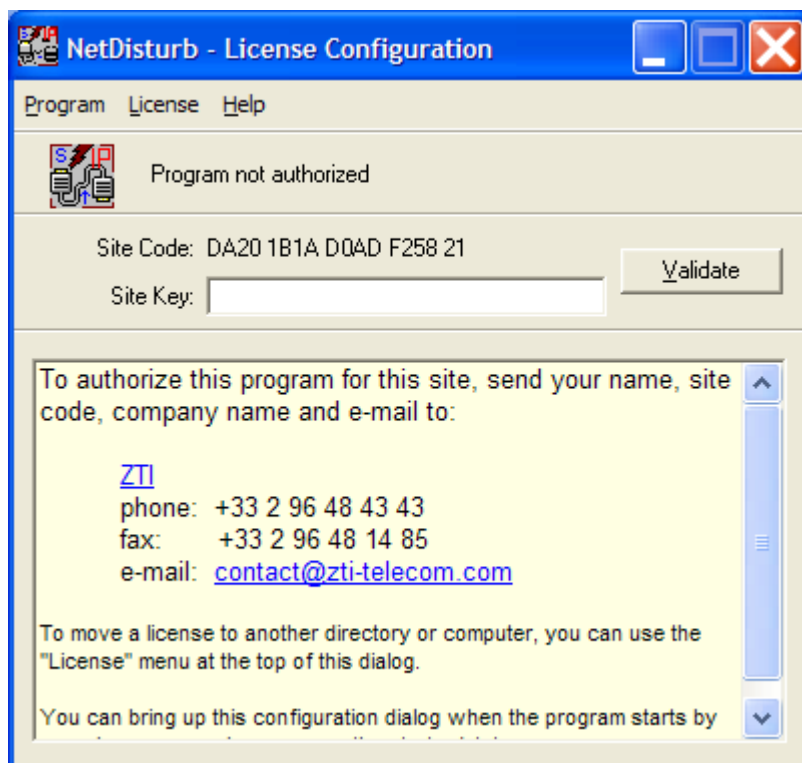 NetDisturb - License Configuration
Program License Help
Program not authorized
Site Code: DA20 1B1A D0AD F258 21
Validate
Site Key:
To authorize this program for this site, send your name, site
code, company name and e-mail to:
ZTI
phone: +33 2 96 48 43 43
fax: +33 2 96 48 14 85
e-mail: contact@zti-telecom.com
To move a license to another directory or computer, you can use the
"License" menu at the top of this dialog.
You can bring up this configuration dialog when the program starts by